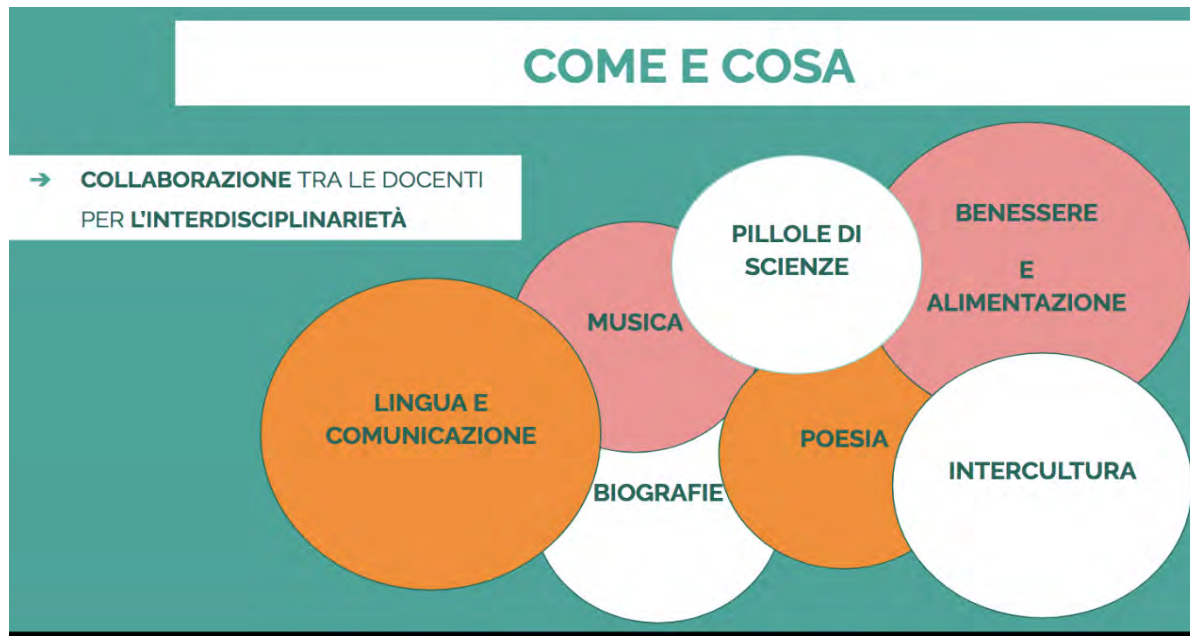 COME E COSA
→ COLLABORAZIONE TRA LE DOCENTI
PER L'INTERDISCIPLINARIETÀ
LINGUA E
COMUNICAZIONE
MUSICA
BIOGRAFIE
PILLOLE DI
SCIENZE
POESIA
BENESSERE
E
ALIMENTAZIONE
INTERCULTURA